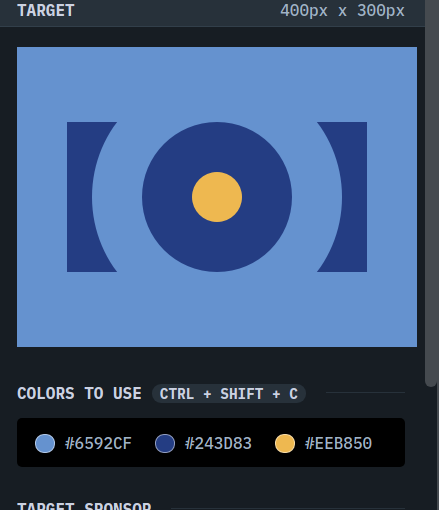 TARGET 400px x 300px
COLORS TO USE CTRL + SHIFT + C
#6592CF #243D83 #EEB850
TARGET SPONSOR